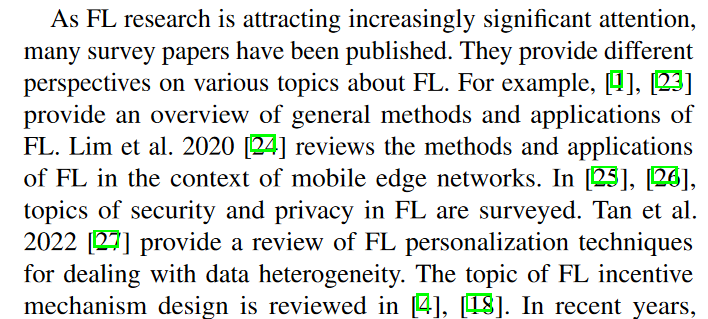 As FL research is attracting increasingly significant attention,
many survey papers have been published. They provide different
perspectives on various topics about FL. For example, [1], [23]
provide an overview of general methods and applications of
FL. Lim et al. 2020 [24] reviews the methods and applications
of FL in the context of mobile edge networks. In [25], [26],
topics of security and privacy in FL are surveyed. Tan et al.
2022 [27] provide a review of FL personalization techniques
for dealing with data heterogeneity. The topic of FL incentive
mechanism design is reviewed in [4], [18]. In recent years,